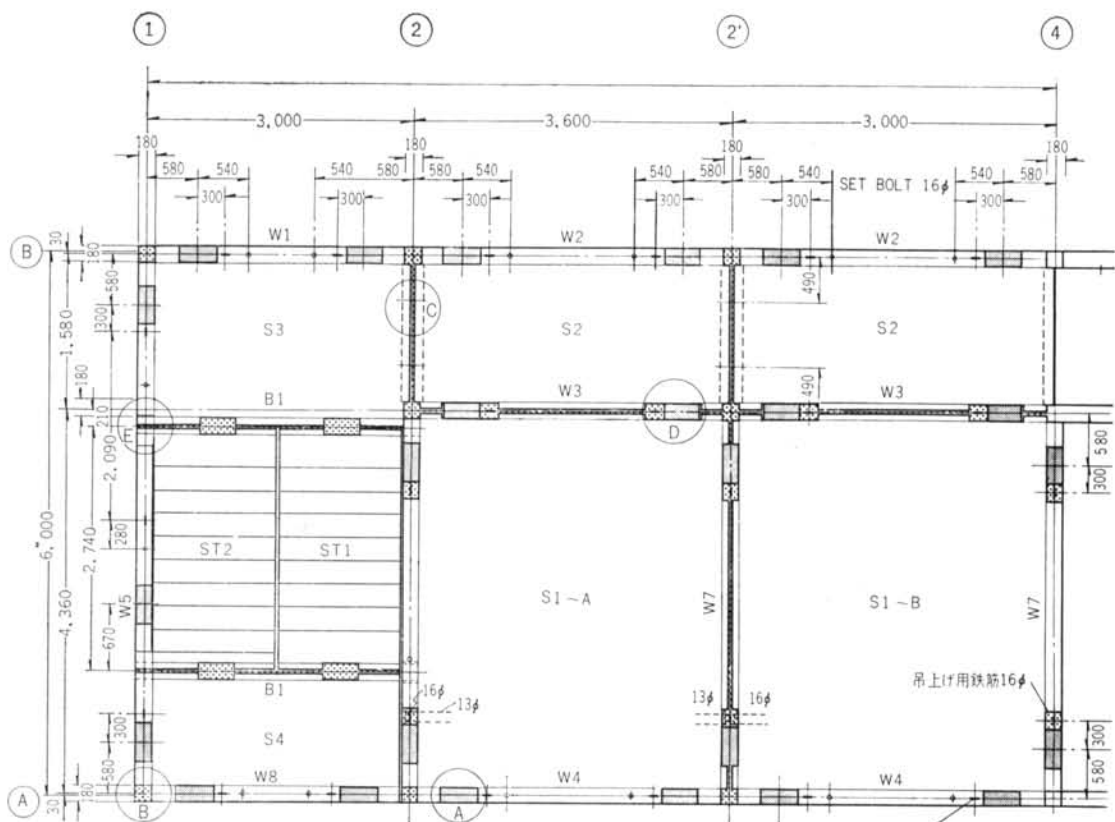 1 2 2' 4
3,000 3,600 3,000
180 180 180 180
580 540 540 580 580 540 540 580 580 540 540 580
SET BOLT 16φ
300 300 300 300 300 300
W1 W2 W2
B
30
180
580
490
300
1.580
S3 C S2 S2
180
W3 490 W3
B1
210
E D
580
300
2.090
6.000
280
ST2 ST1
2.740
4.360
W5
S1~A W7 S1~B W7
670
吊上げ用鉄筋16φ
B1
16φ 13φ 13φ 16φ
300
S4
300
580
580
W8 W4 W4
A
30
180
B A